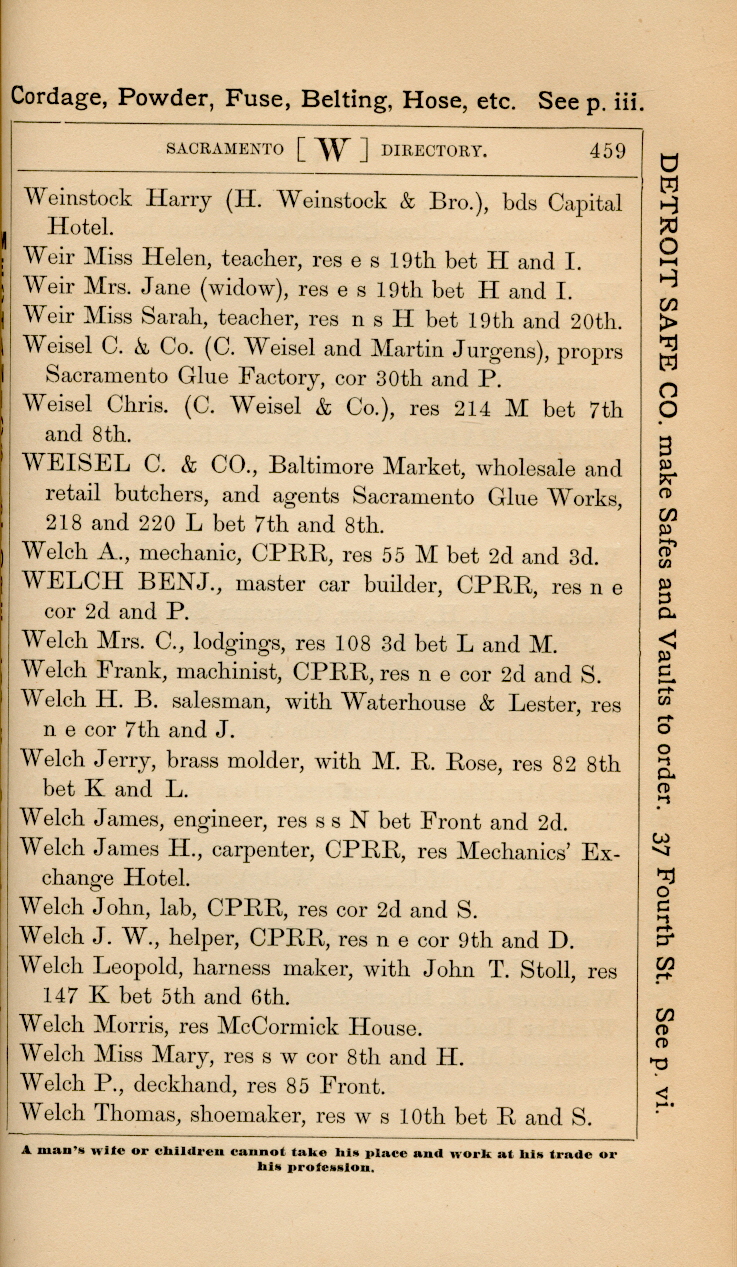 Cordage, Powder, Fuse, Belting, Hose, etc. See p. iii.
SACRAMENTO [ W ] DIRECTORY. 459
Weinstock Harry (H. Weinstock & Bro.), bds Capital
Hotel.
Weir Miss Helen, teacher, res e s 19th bet H and I.
Weir Mrs. Jane (widow), res e s 19th bet H and I.
Weir Miss Sarah, teacher, res n s H bet 19th and 20th.
Weisel C. & Co. (C. Weisel and Martin Jurgens), proprs
Sacramento Glue Factory, cor 30th and P.
Weisel Chris. (C. Weisel & Co.), res 214 M bet 7th
and 8th.
WEISEL C. & CO., Baltimore Market, wholesale and
retail butchers, and agents Sacramento Glue Works,
218 and 220 L bet 7th and 8th.
Welch A., mechanic, CPRR, res 55 M bet 2d and 3d.
WELCH BENJ., master car builder, CPRR, res n e
cor 2d and P.
Welch Mrs. C., lodgings, res 108 3d bet L and M.
Welch Frank, machinist, CPRR, res n e cor 2d and S.
Welch H. B. salesman, with Waterhouse & Lester, res
n e cor 7th and J.
Welch Jerry, brass molder, with M. R. Rose, res 82 8th
bet K and L.
Welch James, engineer, res s s N bet Front and 2d.
Welch James H., carpenter, CPRR, res Mechanics' Ex-
change Hotel.
Welch John, lab, CPRR, res cor 2d and S.
Welch J. W., helper, CPRR, res n e cor 9th and D.
Welch Leopold, harness maker, with John T. Stoll, res
147 K bet 5th and 6th.
Welch Morris, res McCormick House.
Welch Miss Mary, res s w cor 8th and H.
Welch P., deckhand, res 85 Front.
Welch Thomas, shoemaker, res w s 10th bet R and S.
A man's wife or children cannot take his place and work at his trade or
his profession.
DETROIT SAFE CO. make Safes and Vaults to order. 37 Fourth St. See p. vi.